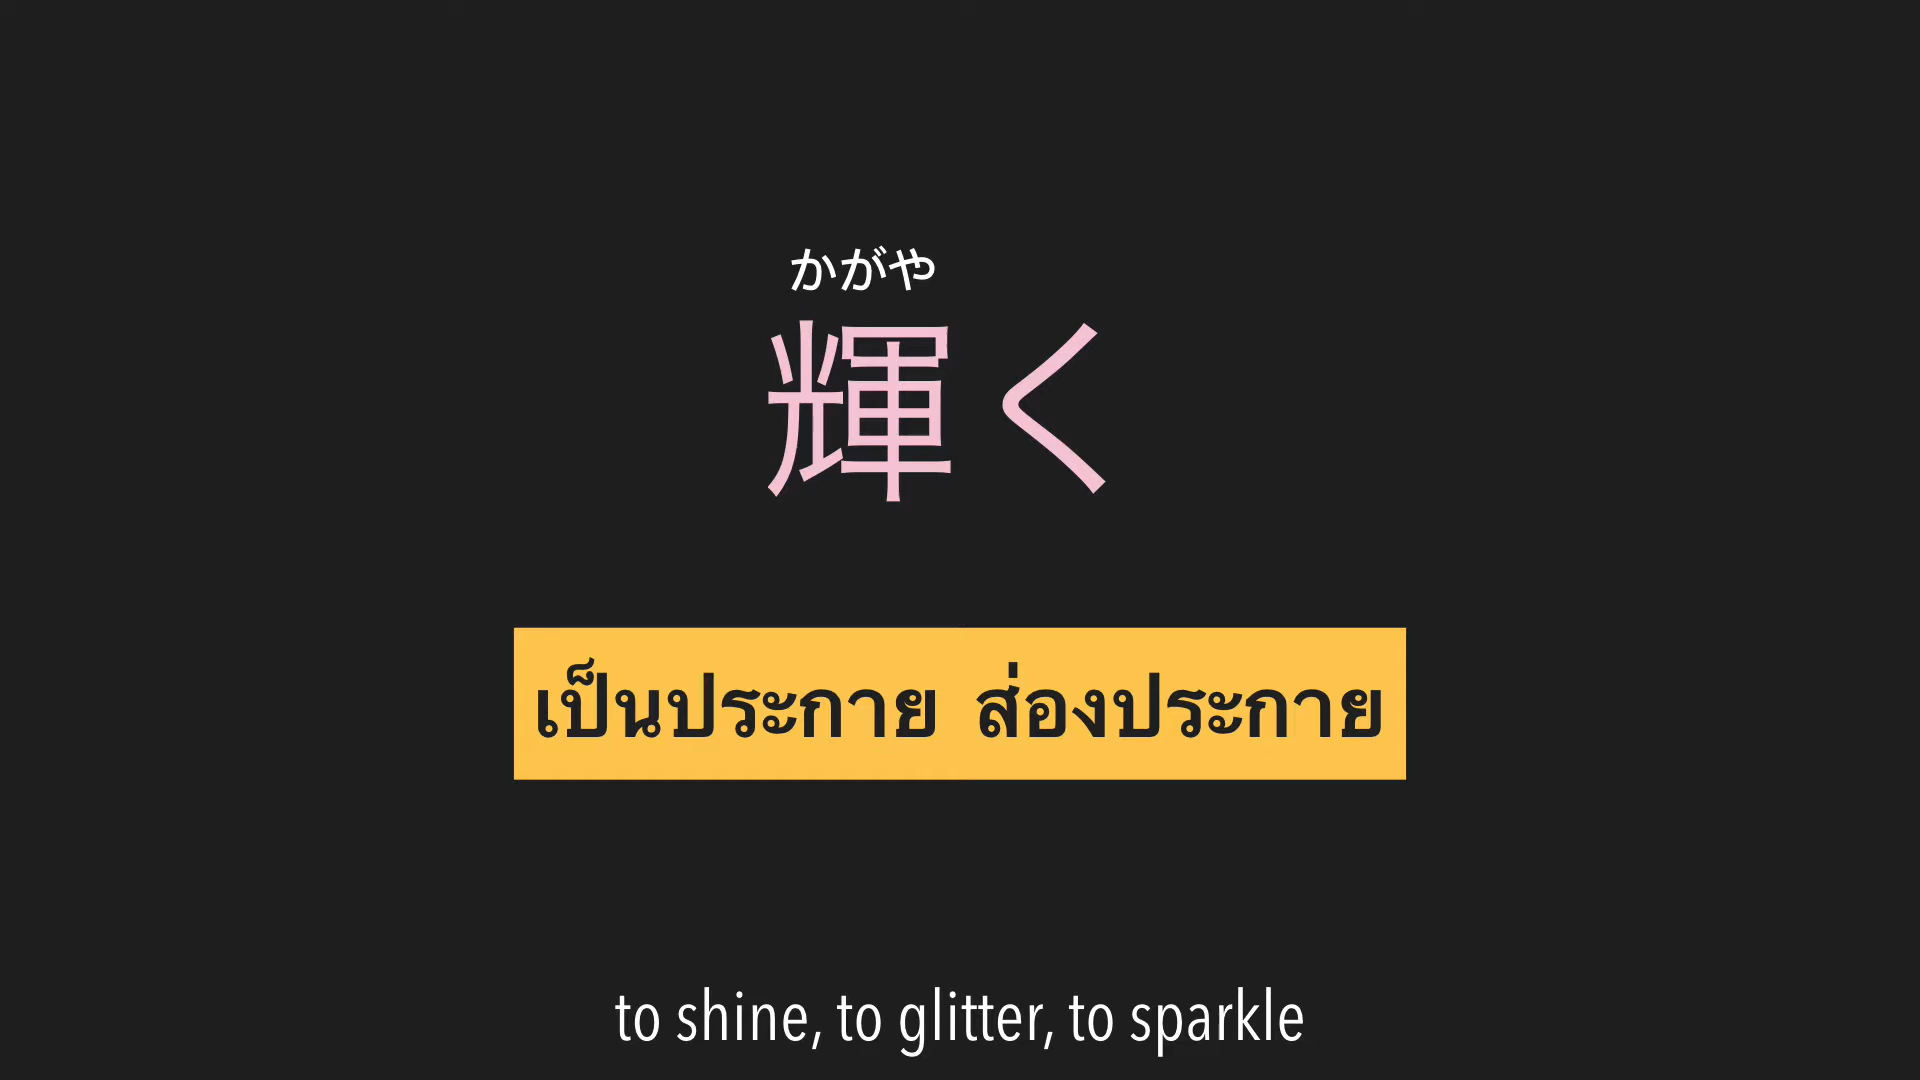 かがや
輝く
เป็นประกาย ส่องประกาย
to shine, to glitter, to sparkle